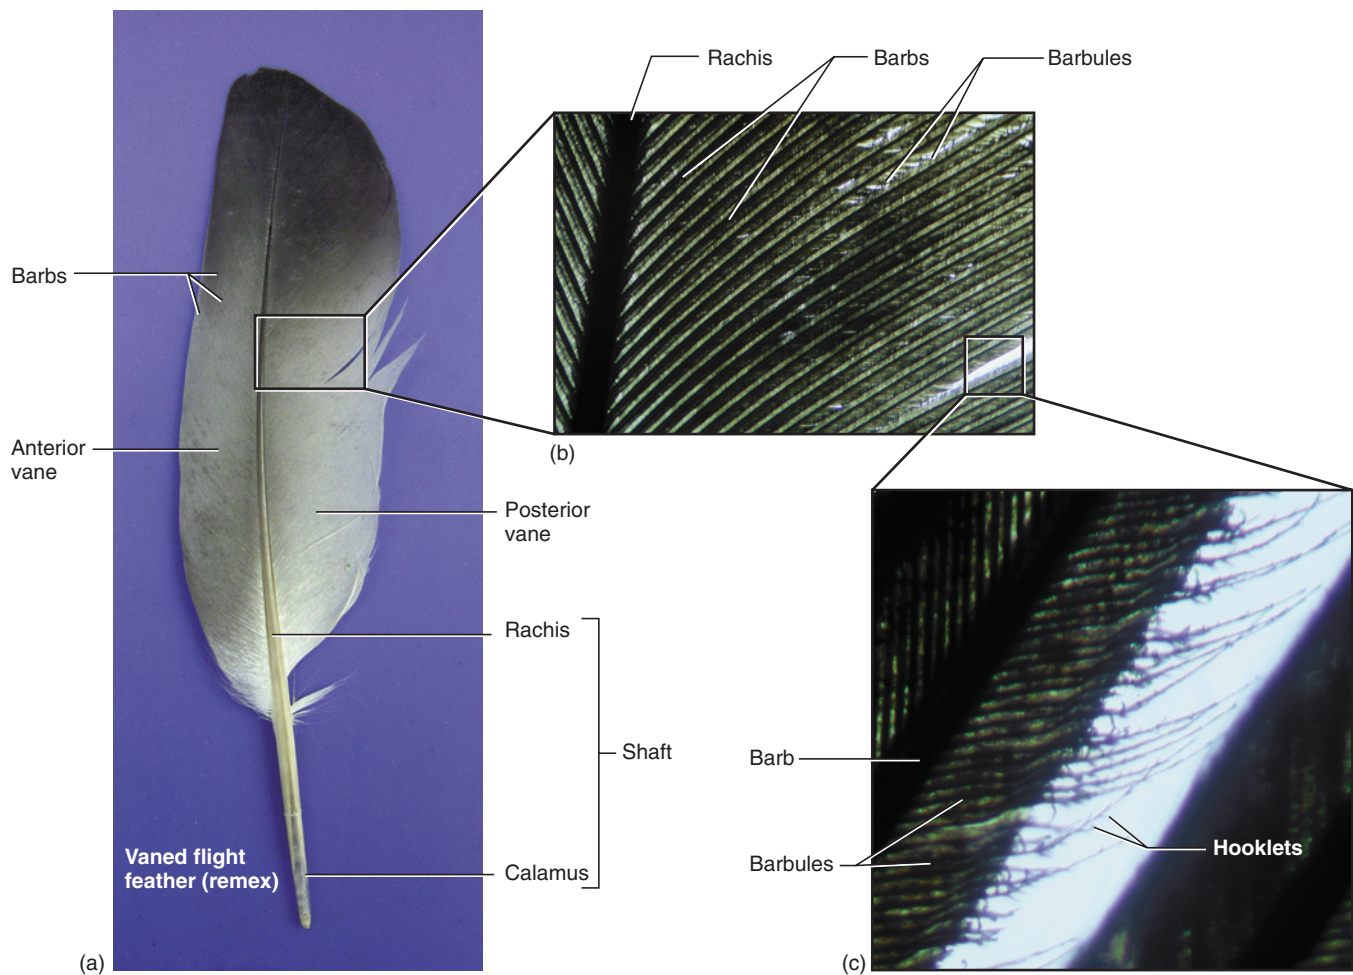 Rachis
Barbs
Barbules
Barbs
(b)
Anterior
vane
Posterior
vane
Rachis
Shaft
Barb
Vaned flight
feather (remex)
Calamus
Barbules
Hooklets
(a)
(c)